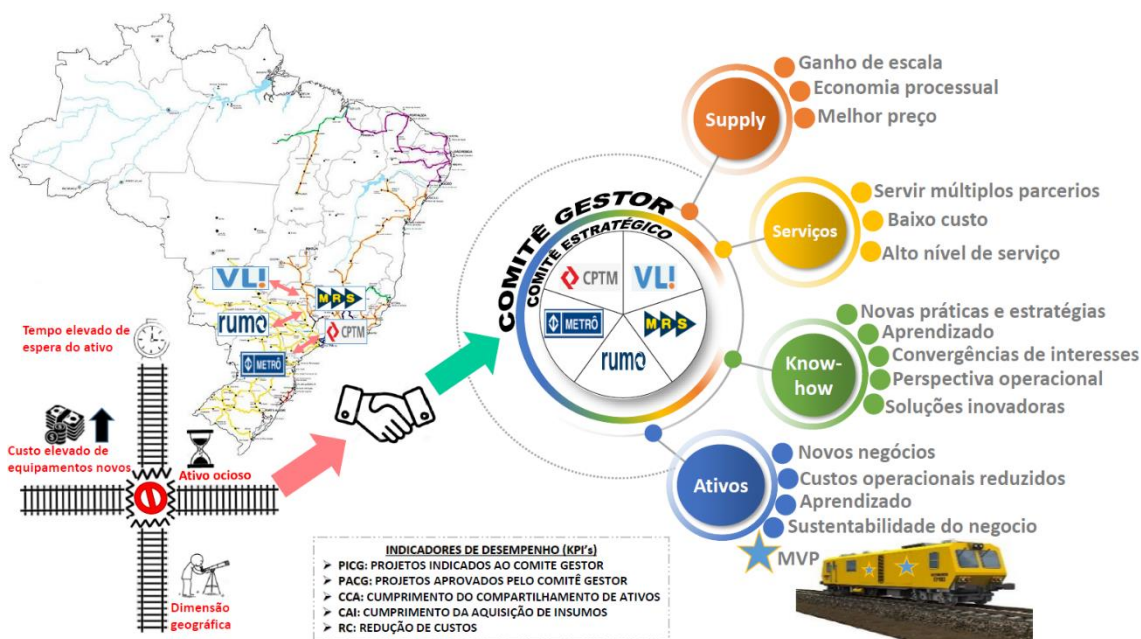 VL!
MRS
rumo
CPTM
METRÔ
Tempo elevado de
espera do ativo
Custo elevado de
equipamentos novos
Ativo ocioso
Dimensão
geográfica
COMITÊ GESTOR
COMITÊ ESTRATÉGICO
CPTM
VL!
METRÔ
MRS
rumo
Supply
Ganho de escala
Economia processual
Melhor preço
Serviços
Servir múltiplos parcerios
Baixo custo
Alto nível de serviço
Know-
how
Novas práticas e estratégias
Aprendizado
Convergências de interesses
Perspectiva operacional
Soluções inovadoras
Ativos
Novos negócios
Custos operacionais reduzidos
Aprendizado
Sustentabilidade do negocio
MVP
INDICADORES DE DESEMPENHO (KPI's)
➤ PICG: PROJETOS INDICADOS AO COMITE GESTOR
➤ PACG: PROJETOS APROVADOS PELO COMITÊ GESTOR
➤ CCA: CUMPRIMENTO DO COMPARTILHAMENTO DE ATIVOS
➤ CAI: CUMPRIMENTO DA AQUISIÇÃO DE INSUMOS
➤ RC: REDUÇÃO DE CUSTOS